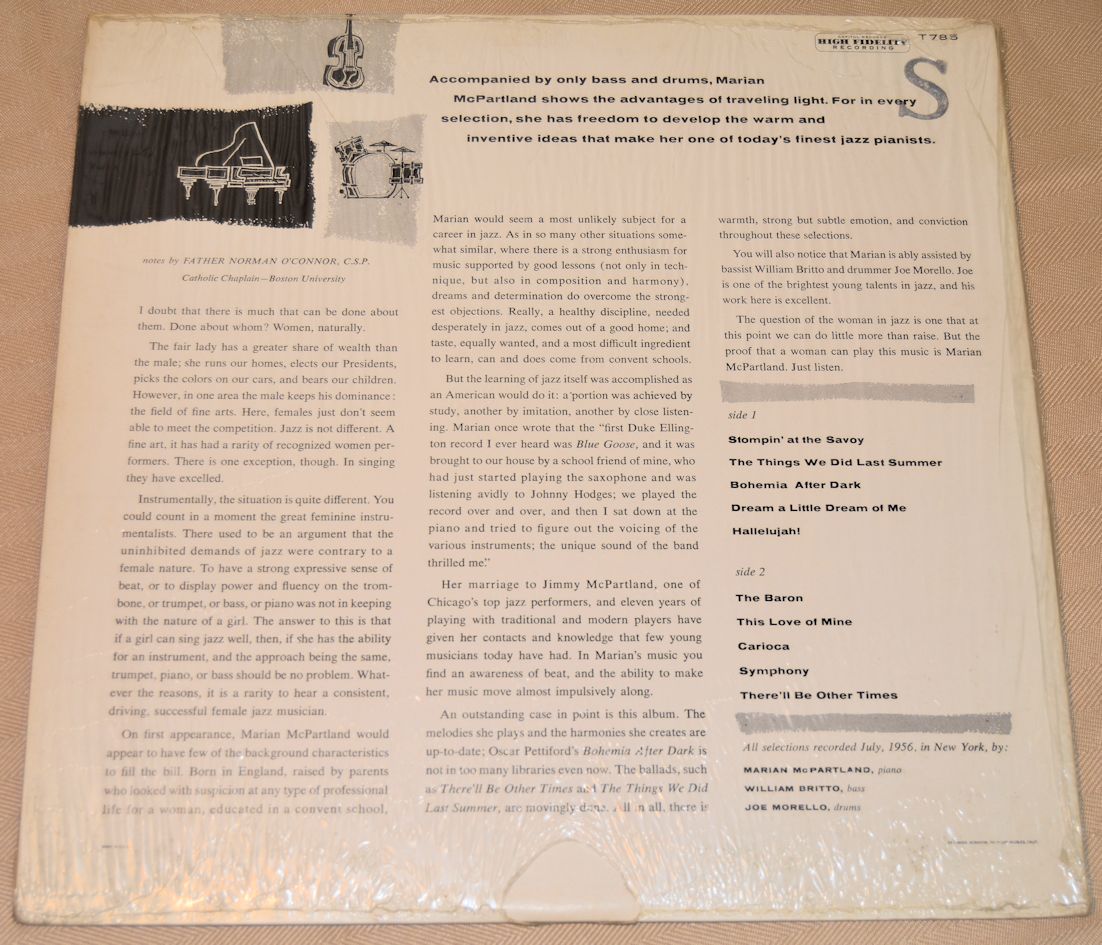 CAPITOL RECORDS
HIGH FIDELITY
RECORDING
T785
S
Accompanied by only bass and drums, Marian
McPartland shows the advantages of traveling light. For in every
selection, she has freedom to develop the warm and
inventive ideas that make her one of today's finest jazz pianists.
notes by FATHER NORMAN O'CONNOR, C.S.P.
Catholic Chaplain—Boston University
I doubt that there is much that can be done about
them. Done about whom? Women, naturally.
The fair lady has a greater share of wealth than
the male; she runs our homes, elects our Presidents,
picks the colors on our cars, and bears our children.
However, in one area the male keeps his dominance:
the field of fine arts. Here, females just don't seem
able to meet the competition. Jazz is not different. A
fine art, it has had a rarity of recognized women per-
formers. There is one exception, though. In singing
they have excelled.
Instrumentally, the situation is quite different. You
could count in a moment the great feminine instru-
mentalists. There used to be an argument that the
uninhibited demands of jazz were contrary to a
female nature. To have a strong expressive sense of
beat, or to display power and fluency on the trom-
bone, or trumpet, or bass, or piano was not in keeping
with the nature of a girl. The answer to this is that
if a girl can sing jazz well, then, if she has the ability
for an instrument, and the approach being the same,
trumpet, piano, or bass should be no problem. What-
ever the reasons, it is a rarity to hear a consistent,
driving, successful female jazz musician.
On first appearance, Marian McPartland would
appear to have few of the background characteristics
to fill the bill. Born in England, raised by parents
who looked with suspicion at any type of professional
life for a woman, educated in a convent school,
Marian would seem a most unlikely subject for a
career in jazz. As in so many other situations some-
what similar, where there is a strong enthusiasm for
music supported by good lessons (not only in tech-
nique, but also in composition and harmony),
dreams and determination do overcome the strong-
est objections. Really, a healthy discipline, needed
desperately in jazz, comes out of a good home; and
taste, equally wanted, and a most difficult ingredient
to learn, can and does come from convent schools.
But the learning of jazz itself was accomplished as
an American would do it: a portion was achieved by
study, another by imitation, another by close listen-
ing. Marian once wrote that the "first Duke Elling-
ton record I ever heard was Blue Goose, and it was
brought to our house by a school friend of mine, who
had just started playing the saxophone and was
listening avidly to Johnny Hodges; we played the
record over and over, and then I sat down at the
piano and tried to figure out the voicing of the
various instruments; the unique sound of the band
thrilled me."
Her marriage to Jimmy McPartland, one of
Chicago's top jazz performers, and eleven years of
playing with traditional and modern players have
given her contacts and knowledge that few young
musicians today have had. In Marian's music you
find an awareness of beat, and the ability to make
her music move almost impulsively along.
An outstanding case in point is this album. The
melodies she plays and the harmonies she creates are
up-to-date; Oscar Pettiford's Bohemia After Dark is
not in too many libraries even now. The ballads, such
as There'll Be Other Times and The Things We Did
Last Summer, are movingly done. All in all, there is
warmth, strong but subtle emotion, and conviction
throughout these selections.
You will also notice that Marian is ably assisted by
bassist William Britto and drummer Joe Morello. Joe
is one of the brightest young talents in jazz, and his
work here is excellent.
The question of the woman in jazz is one that at
this point we can do little more than raise. But the
proof that a woman can play this music is Marian
McPartland. Just listen.
side 1
Stompin' at the Savoy
The Things We Did Last Summer
Bohemia After Dark
Dream a Little Dream of Me
Hallelujah!
side 2
The Baron
This Love of Mine
Carioca
Symphony
There'll Be Other Times
All selections recorded July, 1956, in New York, by:
MARIAN McPARTLAND, piano
WILLIAM BRITTO, bass
JOE MORELLO, drums